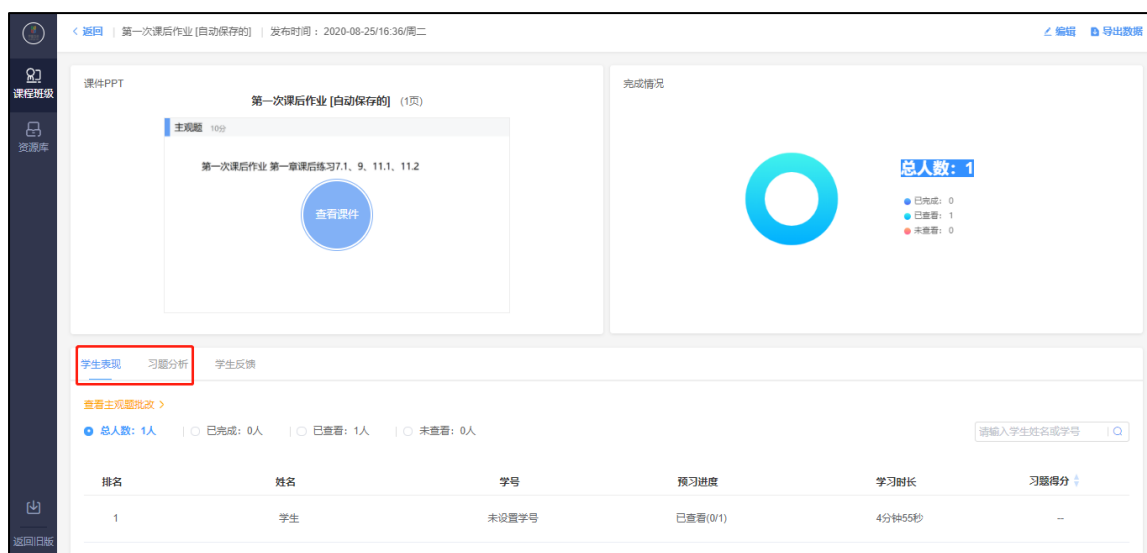 < 返回 | 第一次课后作业 [自动保存的] | 发布时间： 2020-08-25/16:36/周二
编辑 导出数据
课程班级
资源库
返回旧版
课件PPT
第一次课后作业 [自动保存的] (1页)
主观题 10分
第一次课后作业 第一章课后练习7.1、9、11.1、11.2
查看课件
完成情况
总人数：1
已完成： 0
已查看： 1
未查看： 0
学生表现 习题分析 学生反馈
查看主观题批改 >
总人数：1人 | 已完成：0人 | 已查看：1人 | 未查看：0人
请输入学生姓名或学号
排名 姓名 学号 预习进度 学习时长 习题得分
1 学生 未设置学号 已查看(0/1) 4分钟55秒 --